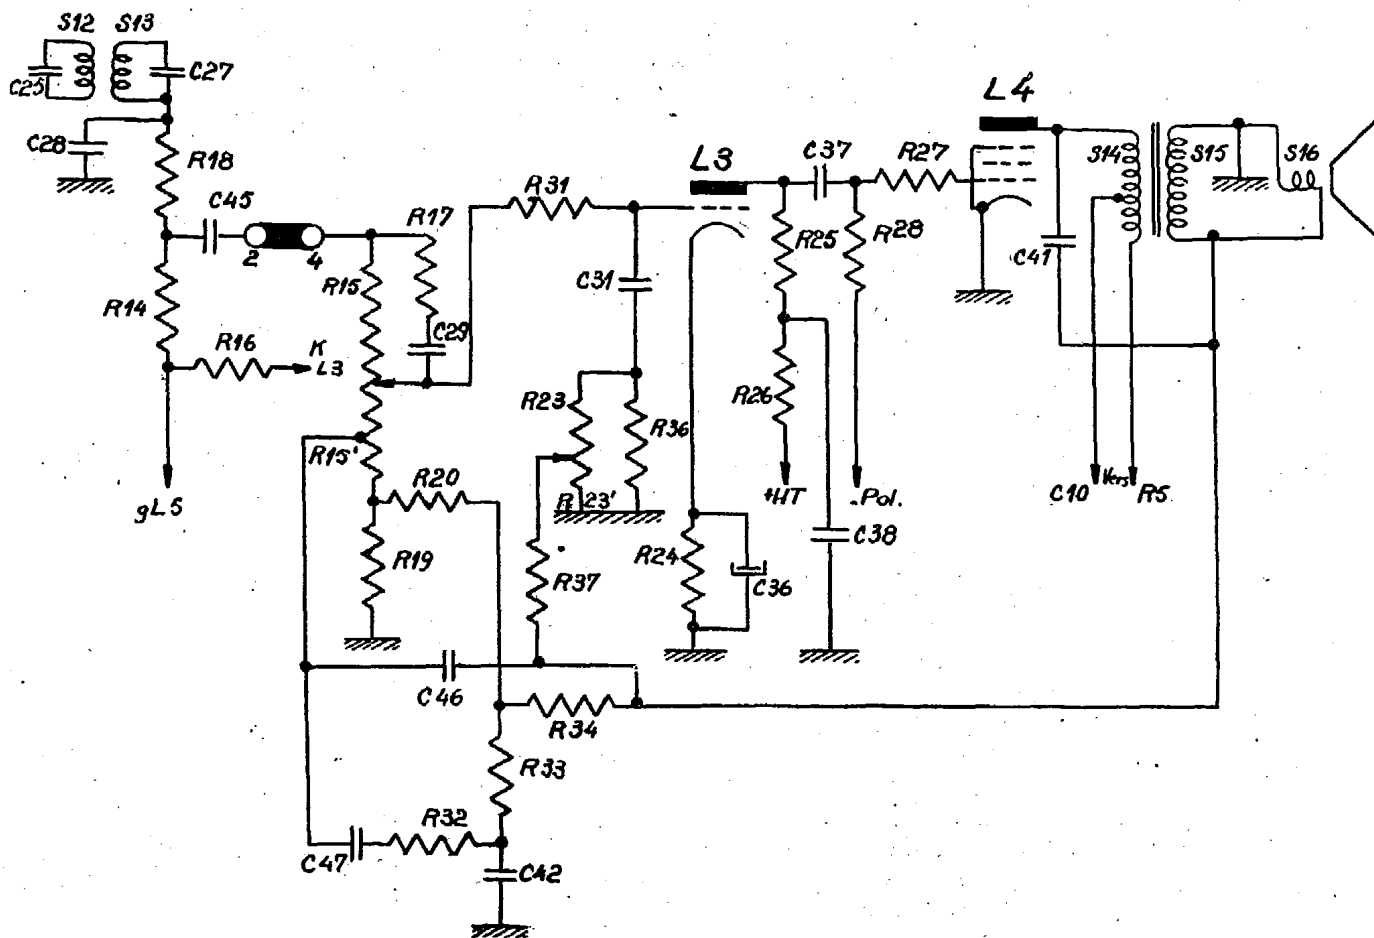 S12 S13
C25
C27
C28
R18
C45
2
4
R14
R16
K
L3
gL5
R17
R15
C29
R15'
R20
R19
R31
C31
R23
R36
R23'
R37
L3
C37
R27
R25
R28
R26
+HT
-Pol.
R24
C36
C38
L4
S14
S15
S16
C41
C10 Vers R5
C46
R34
R33
R32
C47
C42